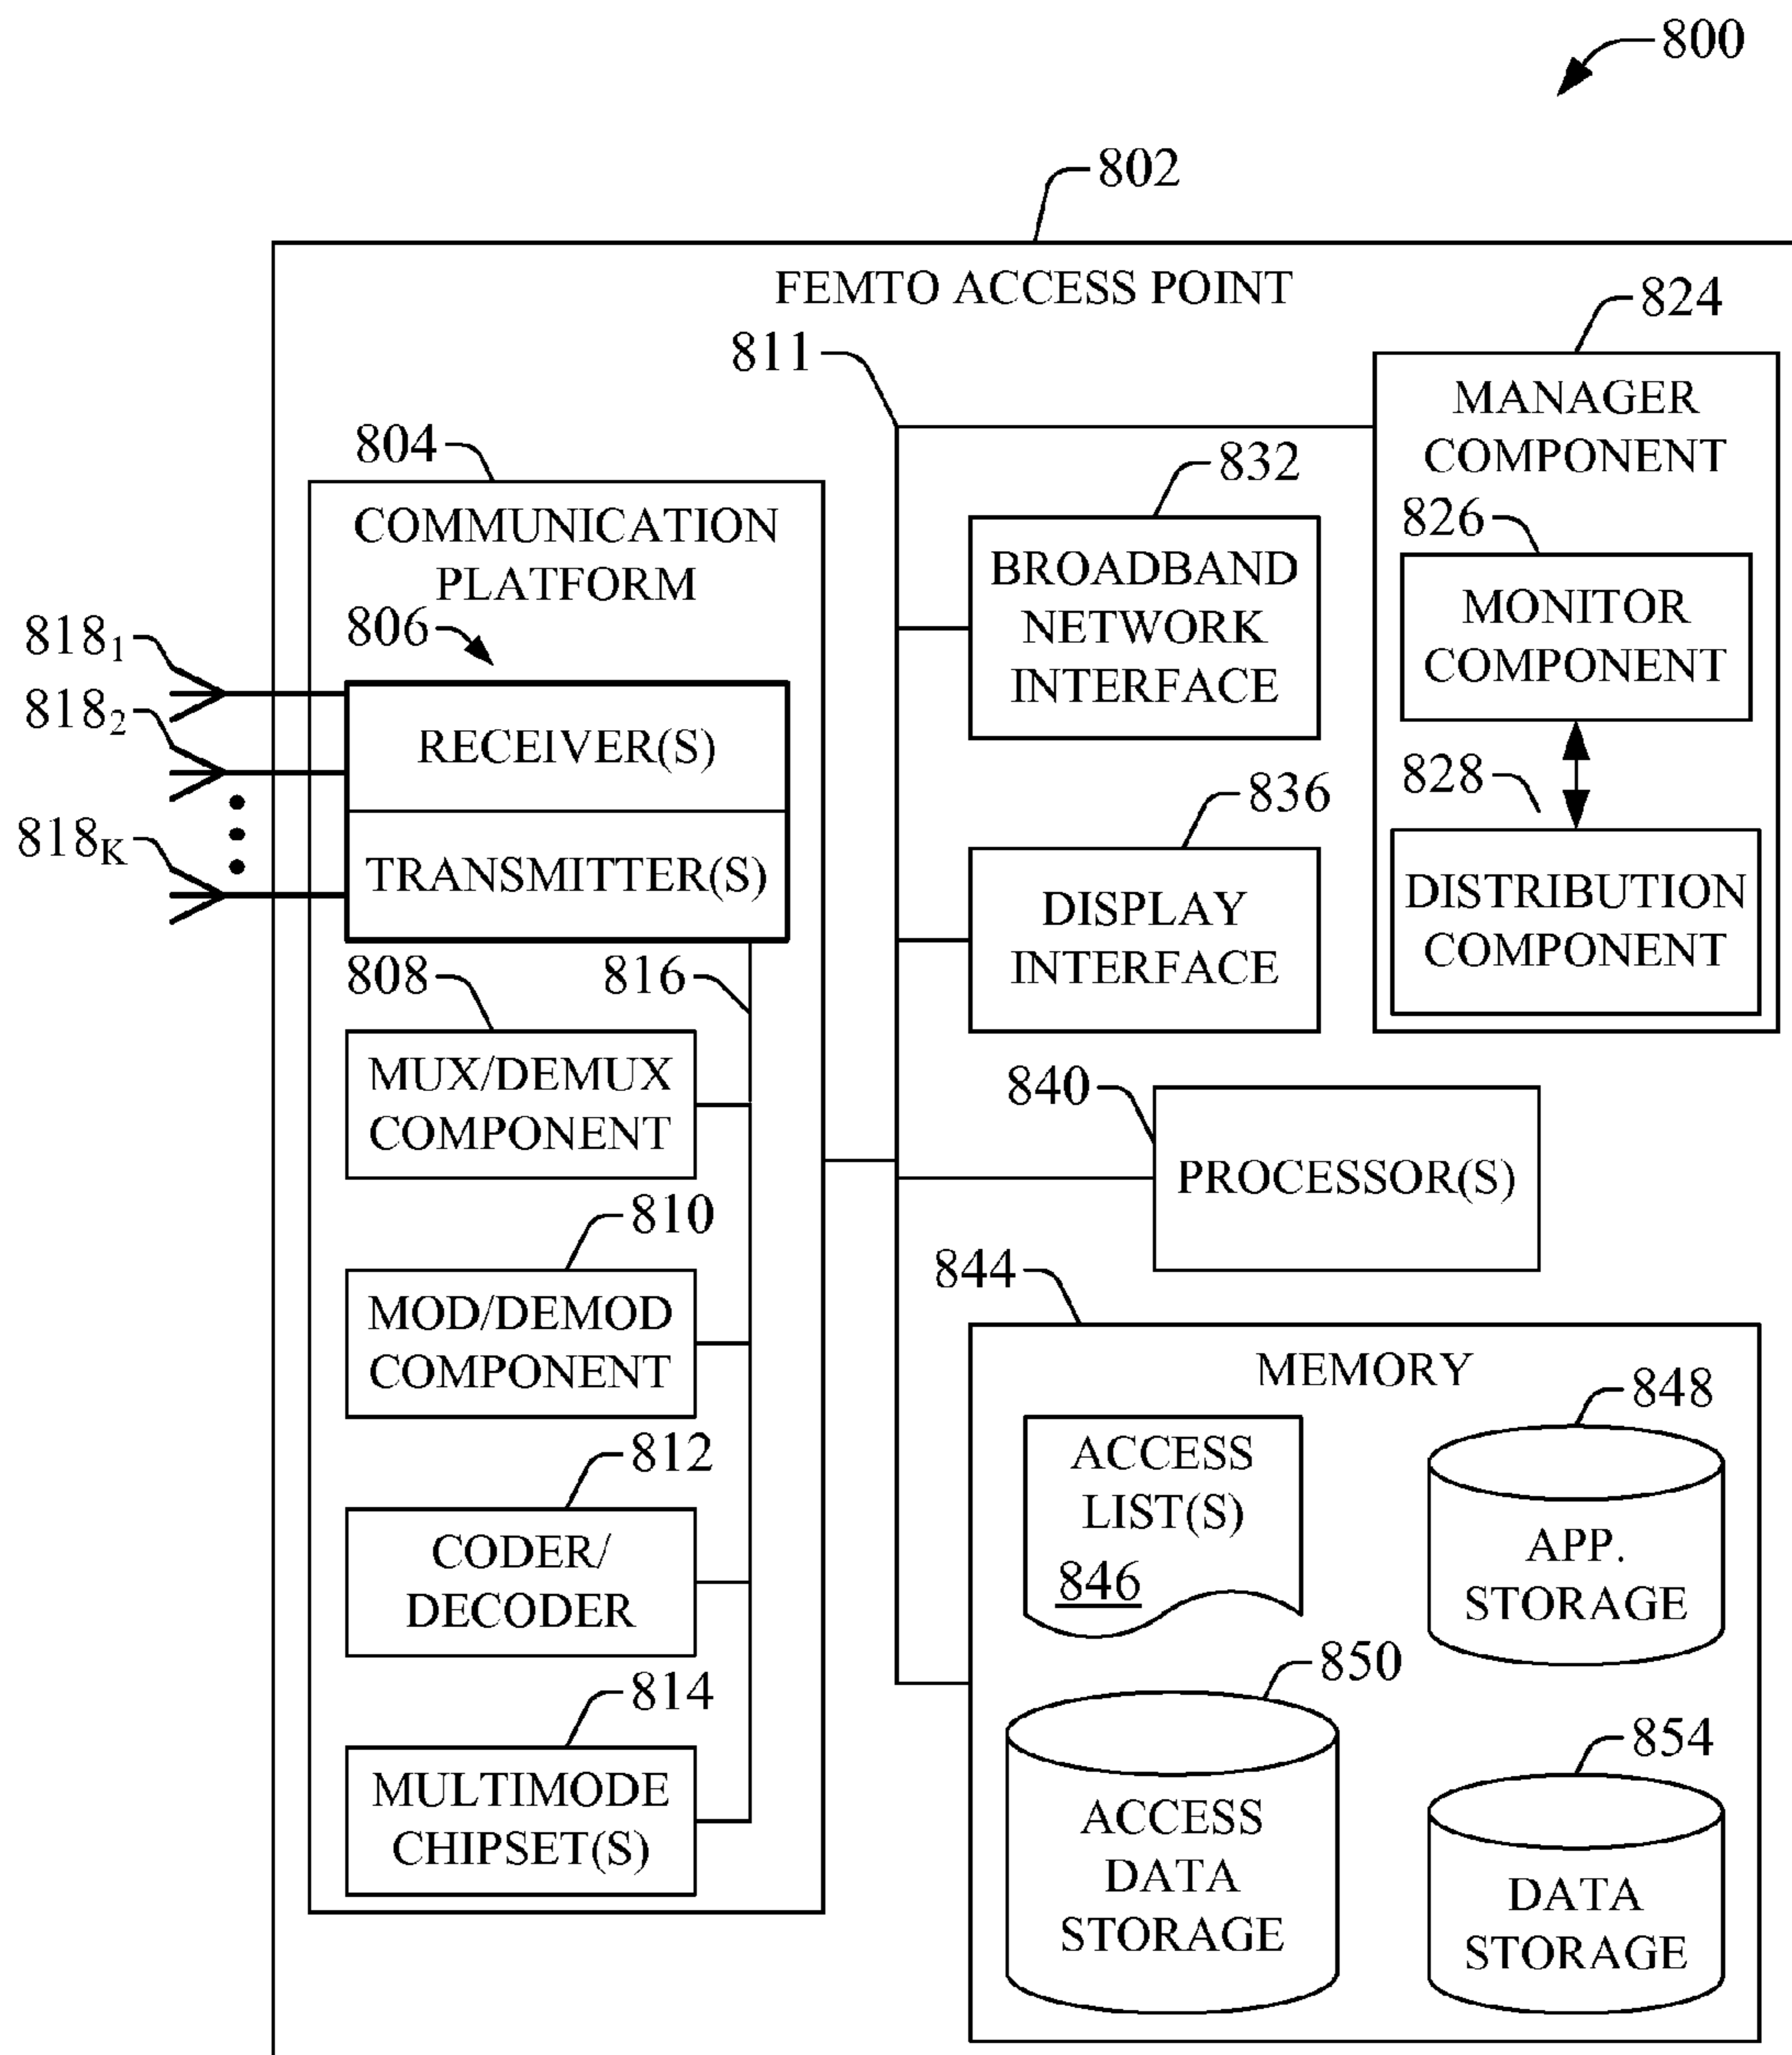 800
802
FEMTO ACCESS POINT
824
811
MANAGER
COMPONENT
804
COMMUNICATION
PLATFORM
806
818₁
818₂
818K
RECEIVER(S)
TRANSMITTER(S)
808
816
MUX/DEMUX
COMPONENT
810
MOD/DEMOD
COMPONENT
812
CODER/
DECODER
814
MULTIMODE
CHIPSET(S)
832
BROADBAND
NETWORK
INTERFACE
836
DISPLAY
INTERFACE
826
MONITOR
COMPONENT
828
DISTRIBUTION
COMPONENT
840
PROCESSOR(S)
844
MEMORY
ACCESS
LIST(S)
846
848
APP.
STORAGE
850
ACCESS
DATA
STORAGE
854
DATA
STORAGE